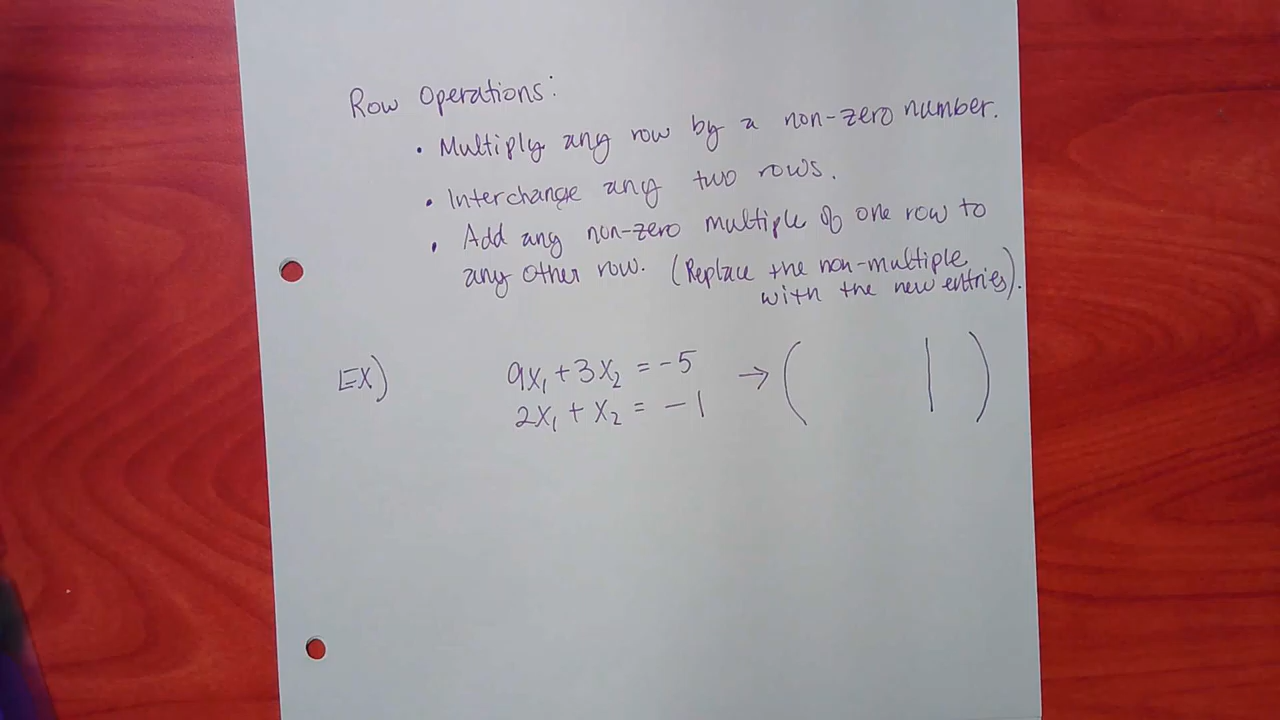 Row Operations:
• Multiply any row by a non-zero number.
• Interchange any two rows.
• Add any non-zero multiple of one row to
any other row. (Replace the non-multiple
with the new entries).
EX) 9x₁ + 3x₂ = -5 → ( | )
2x₁ + x₂ = -1